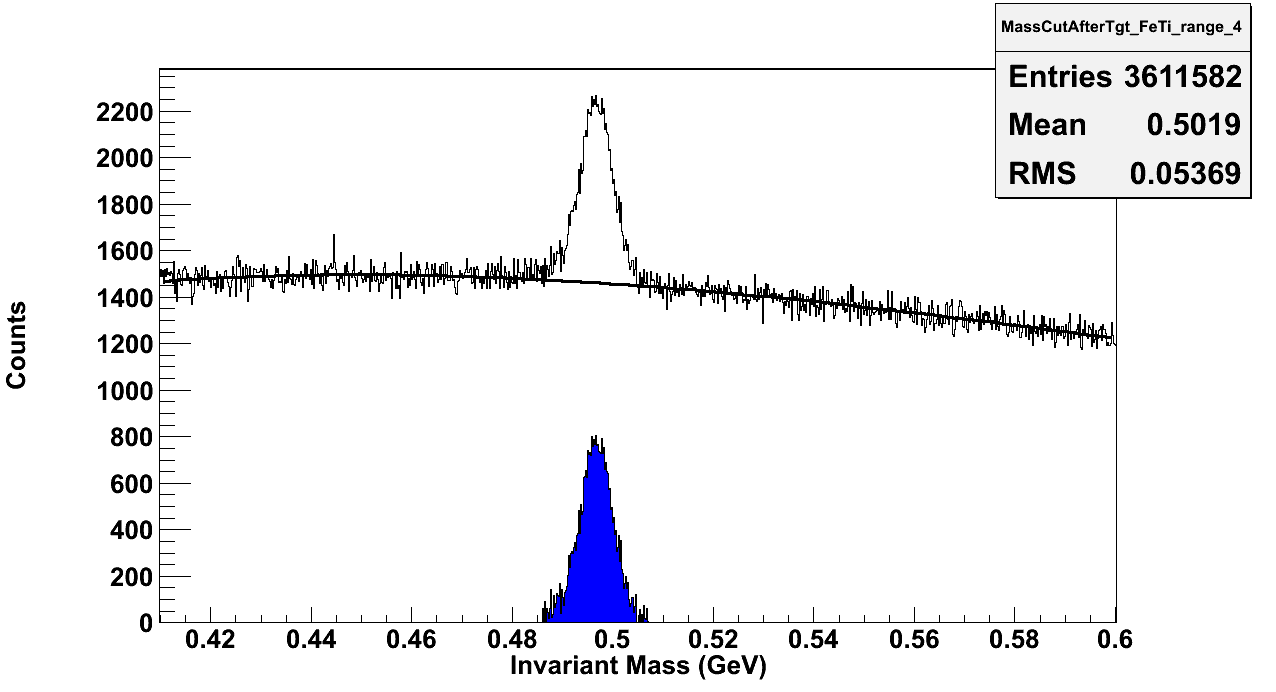 MassCutAfterTgt_FeTi_range_4
Entries 3611582
Mean 0.5019
RMS 0.05369
2200
2000
1800
1600
1400
1200
1000
800
600
400
200
0
Counts
0.42 0.44 0.46 0.48 0.5 0.52 0.54 0.56 0.58 0.6
Invariant Mass (GeV)